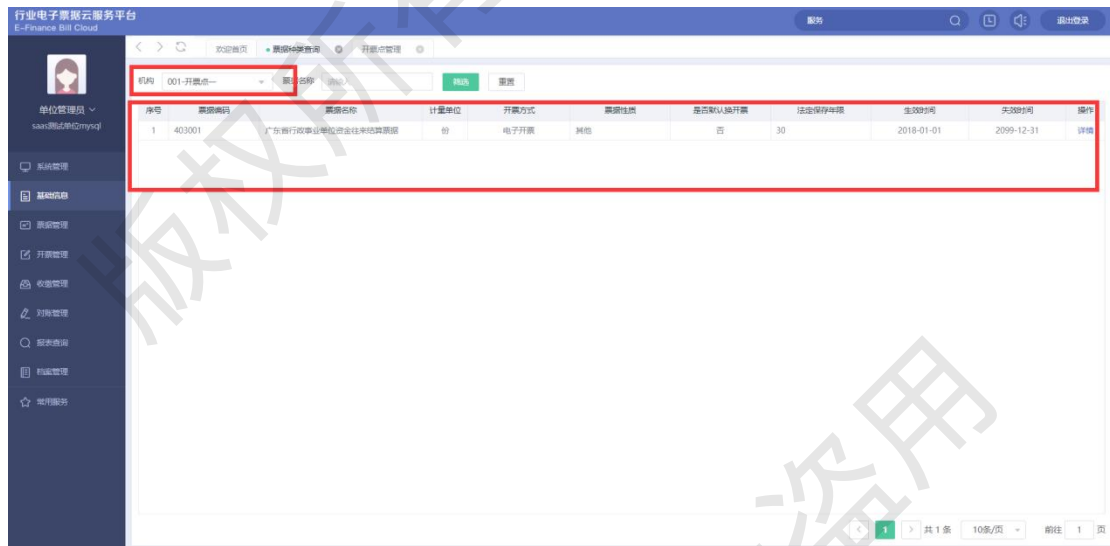 行业电子票据云服务平台
E-Finance Bill Cloud
服务
退出登录
欢迎首页 票据种类查询 开票点管理
机构 001-开票点一 票据名称 请输入 筛选 重置
单位管理员
saas测试单位mysql
序号 票据编码 票据名称 计量单位 开票方式 票据性质 是否默认换开票 法定保存年限 生效时间 失效时间 操作
1 403001 广东省行政事业单位资金往来结算票据 份 电子开票 其他 否 30 2018-01-01 2099-12-31 详情
系统管理
基础信息
票据管理
开票管理
收缴管理
对账管理
报表查询
档案管理
常用服务
版权所有
盗用
1 共 1 条 10条/页 前往 1 页